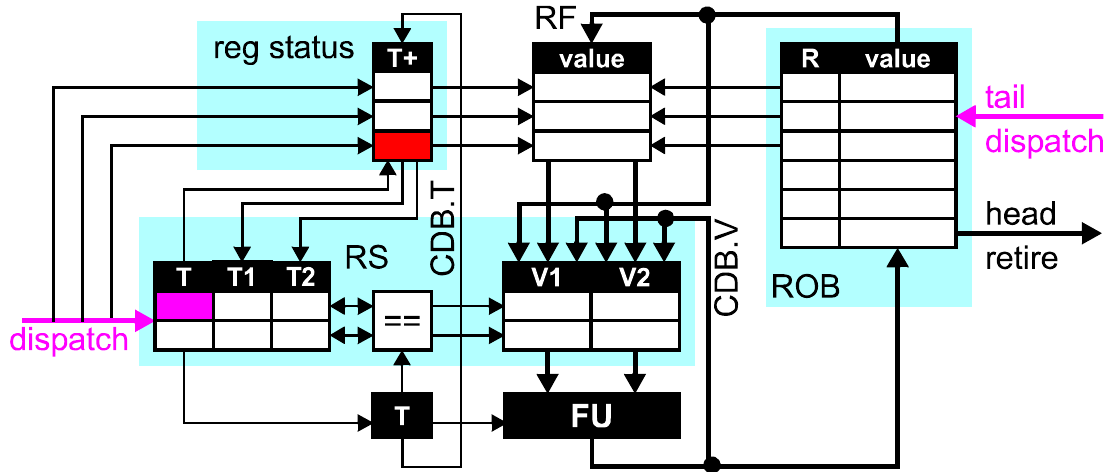 RF
reg status
T+
value
R value
tail
dispatch
CDB.T
head
retire
RS
CDB.V
T T1 T2
V1 V2
ROB
==
dispatch
T
FU